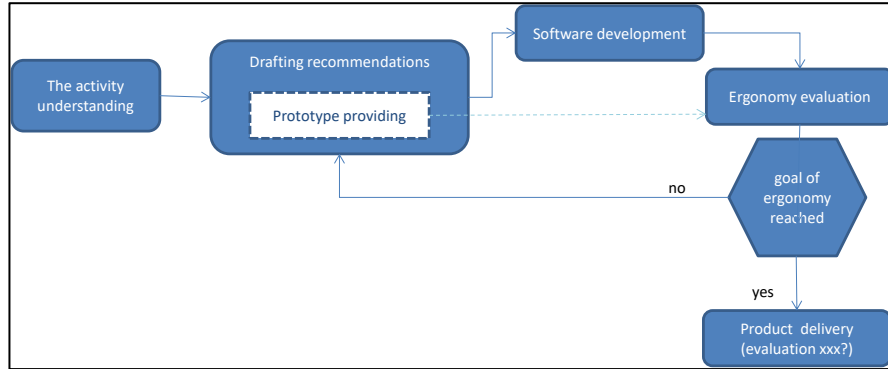 Software development
The activity
understanding
Drafting recommendations
Prototype providing
Ergonomy evaluation
goal of
ergonomy
reached
no
yes
Product delivery
(evaluation xxx?)